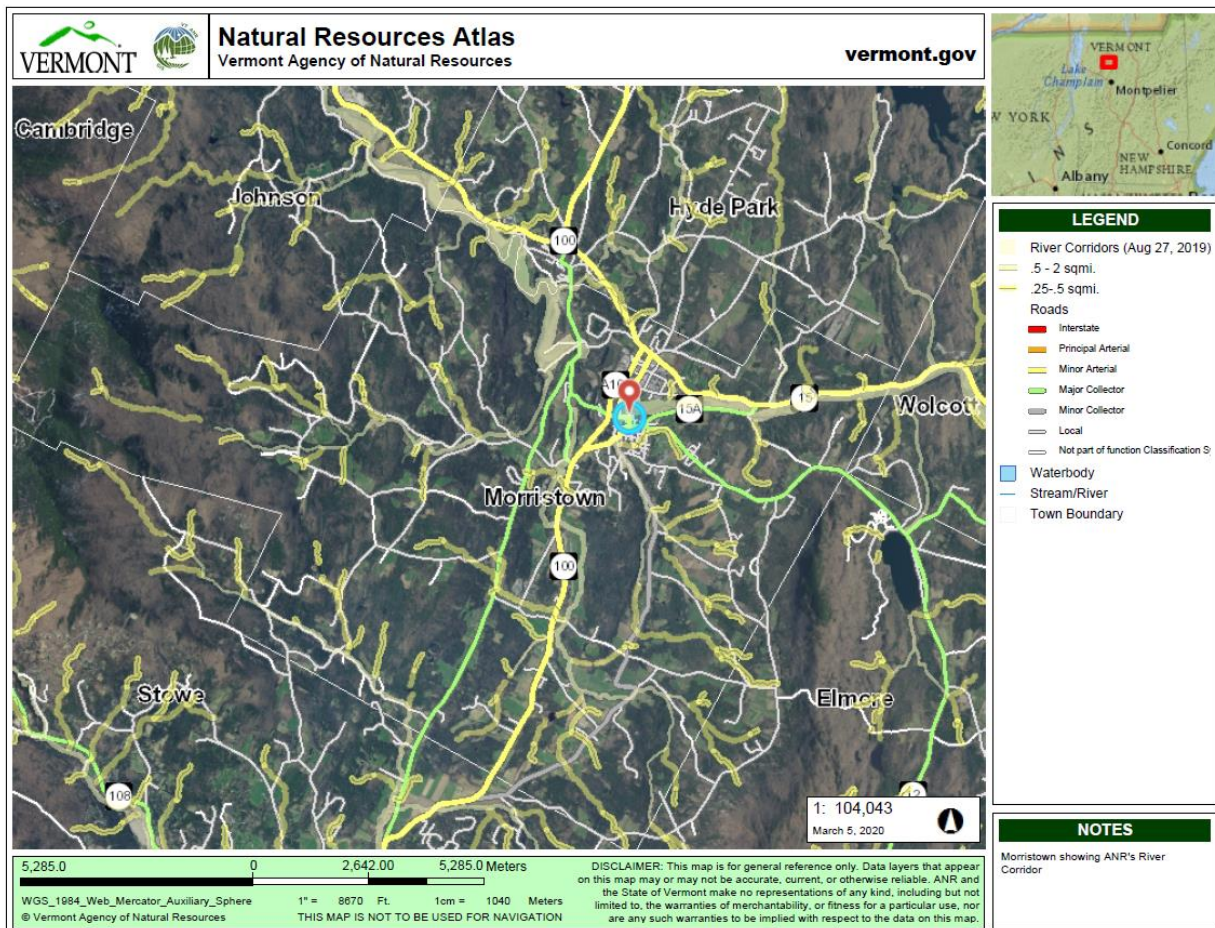 VERMONT
VT ANR
Natural Resources Atlas
Vermont Agency of Natural Resources
vermont.gov
VERMONT
Lake
Champlain
Montpelier
W YORK
NEW
HAMPSHIRE
Concord
Albany
Cambridge
Johnson
Hyde Park
100
15A
15
Wolcott
Morristown
100
Stowe
Elmore
108
12
1: 104,043
March 5, 2020
LEGEND
River Corridors (Aug 27, 2019)
.5 - 2 sqmi.
.25-.5 sqmi.
Roads
Interstate
Principal Arterial
Minor Arterial
Major Collector
Minor Collector
Local
Not part of function Classification S
Waterbody
Stream/River
Town Boundary
NOTES
Morristown showing ANR's River
Corridor
5,285.0 0 2,642.00 5,285.0 Meters
WGS_1984_Web_Mercator_Auxiliary_Sphere 1" = 8670 Ft. 1cm = 1040 Meters
© Vermont Agency of Natural Resources THIS MAP IS NOT TO BE USED FOR NAVIGATION
DISCLAIMER: This map is for general reference only. Data layers that appear
on this map may or may not be accurate, current, or otherwise reliable. ANR and
the State of Vermont make no representations of any kind, including but not
limited to, the warranties of merchantability, or fitness for a particular use, nor
are any such warranties to be implied with respect to the data on this map.